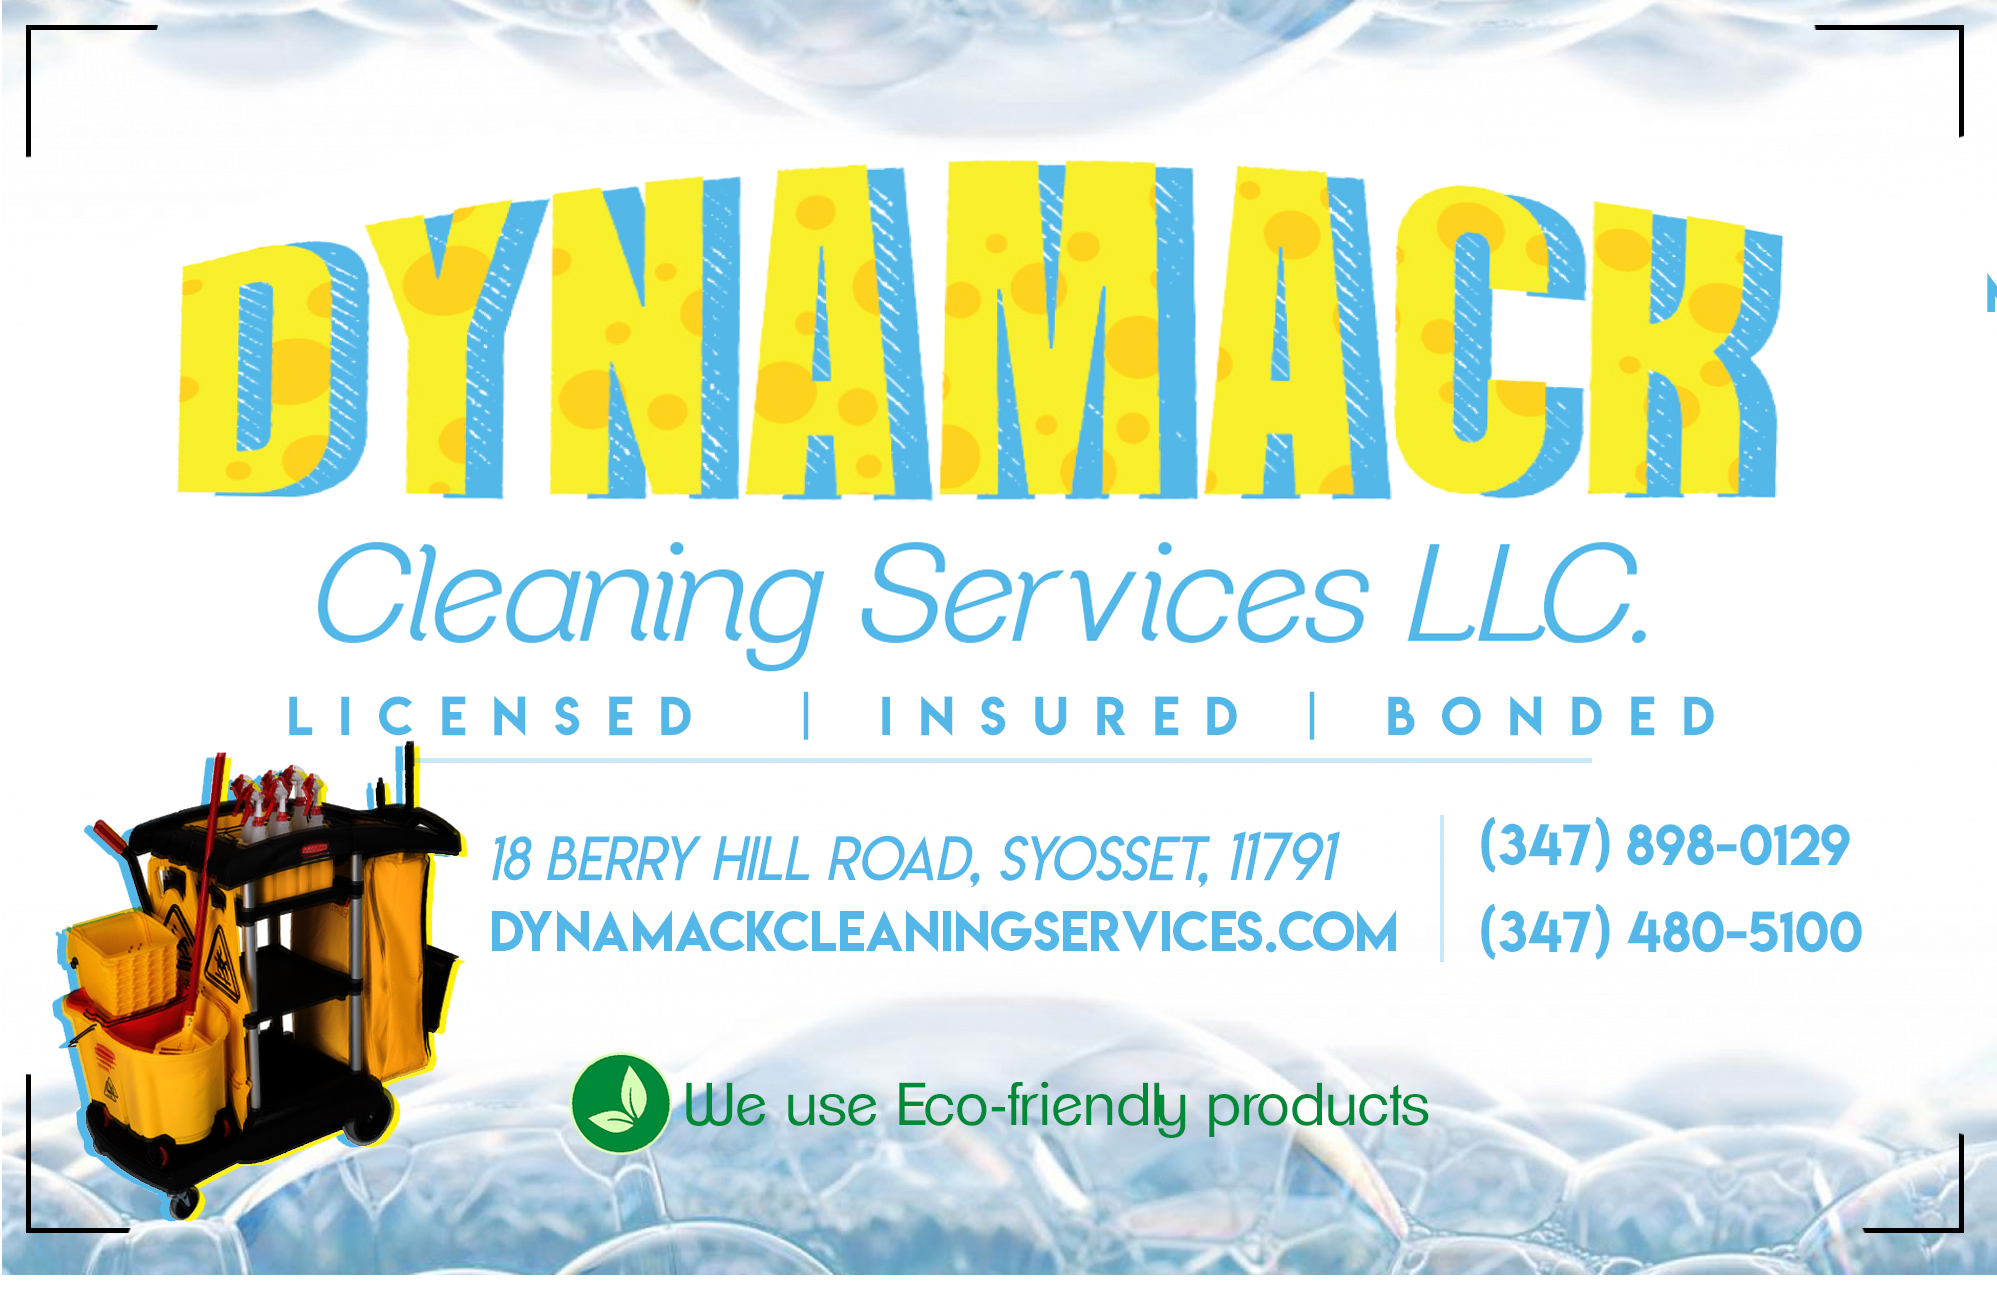 DYNAMACK
Cleaning Services LLC.
LICENSED | INSURED | BONDED
18 BERRY HILL ROAD, SYOSSET, 11791
DYNAMACKCLEANINGSERVICES.COM
(347) 898-0129
(347) 480-5100
We use Eco-friendly products